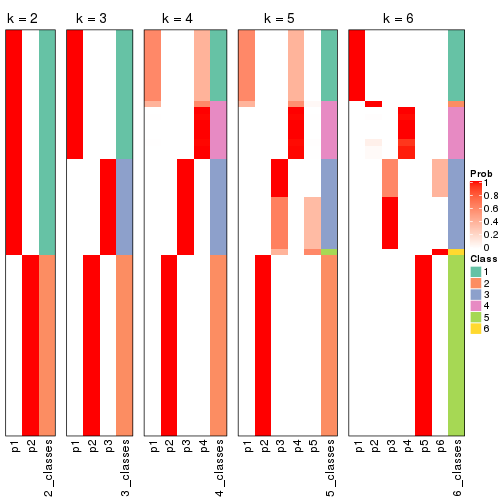 k = 2
k = 3
k = 4
k = 5
k = 6
p1
p2
2_classes
p1
p2
p3
3_classes
p1
p2
p3
p4
4_classes
p1
p2
p3
p4
p5
5_classes
p1
p2
p3
p4
p5
p6
6_classes
Prob
1
0.8
0.6
0.4
0.2
0
Class
1
2
3
4
5
6